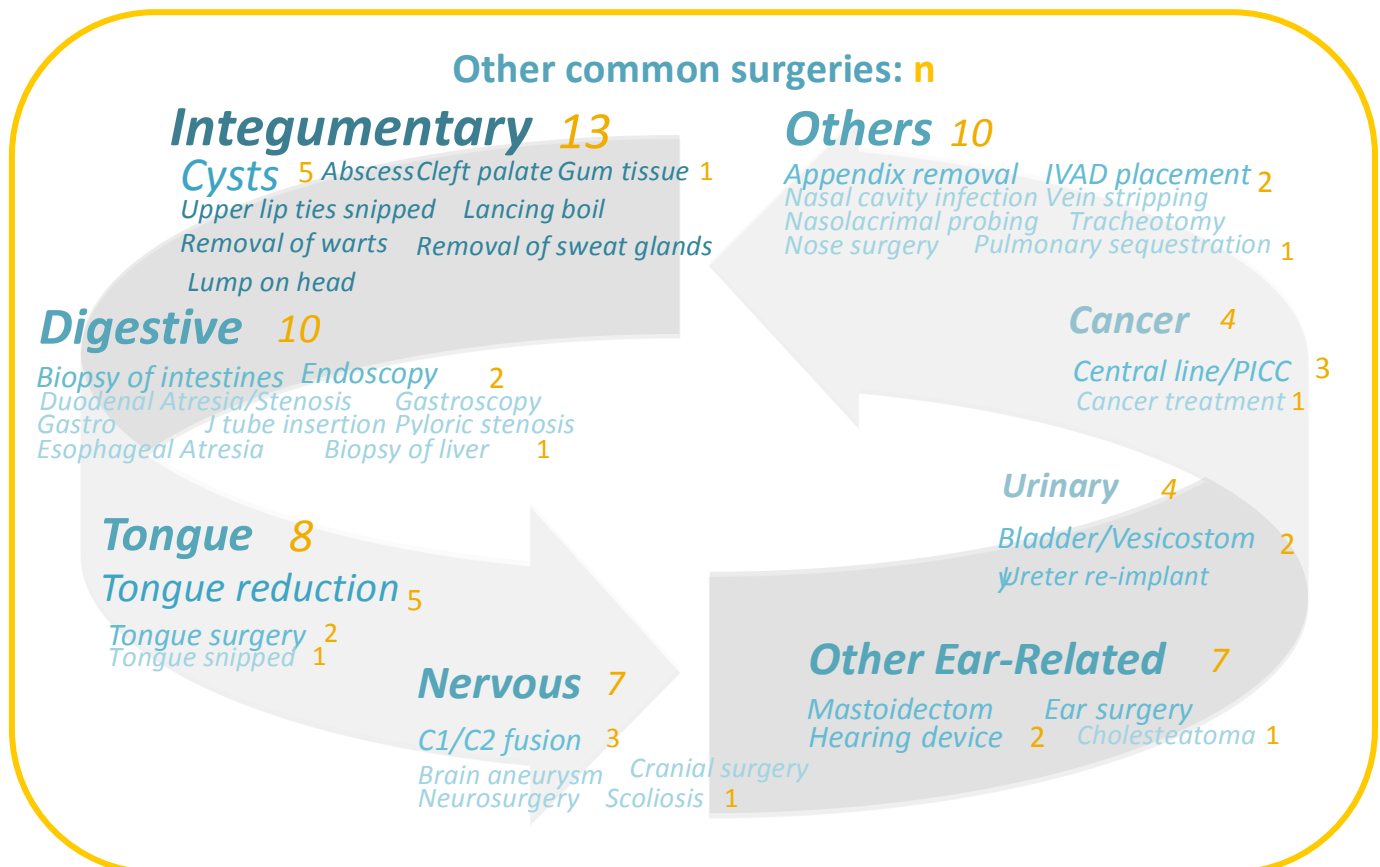 Other common surgeries: n
Integumentary 13
Cysts 5 Abscess Cleft palate Gum tissue 1
Upper lip ties snipped Lancing boil
Removal of warts Removal of sweat glands
Lump on head
Others 10
Appendix removal IVAD placement 2
Nasal cavity infection Vein stripping
Nasolacrimal probing Tracheotomy
Nose surgery Pulmonary sequestration 1
Digestive 10
Biopsy of intestines Endoscopy 2
Duodenal Atresia/Stenosis Gastroscopy
Gastro J tube insertion Pyloric stenosis
Esophageal Atresia Biopsy of liver 1
Cancer 4
Central line/PICC 3
Cancer treatment 1
Urinary 4
Bladder/Vesicostom 2
y
Ureter re-implant
Tongue 8
Tongue reduction 5
Tongue surgery 2
Tongue snipped 1
Nervous 7
C1/C2 fusion 3
Brain aneurysm Cranial surgery
Neurosurgery Scoliosis 1
Other Ear-Related 7
Mastoidectom Ear surgery
Hearing device 2 Cholesteatoma 1